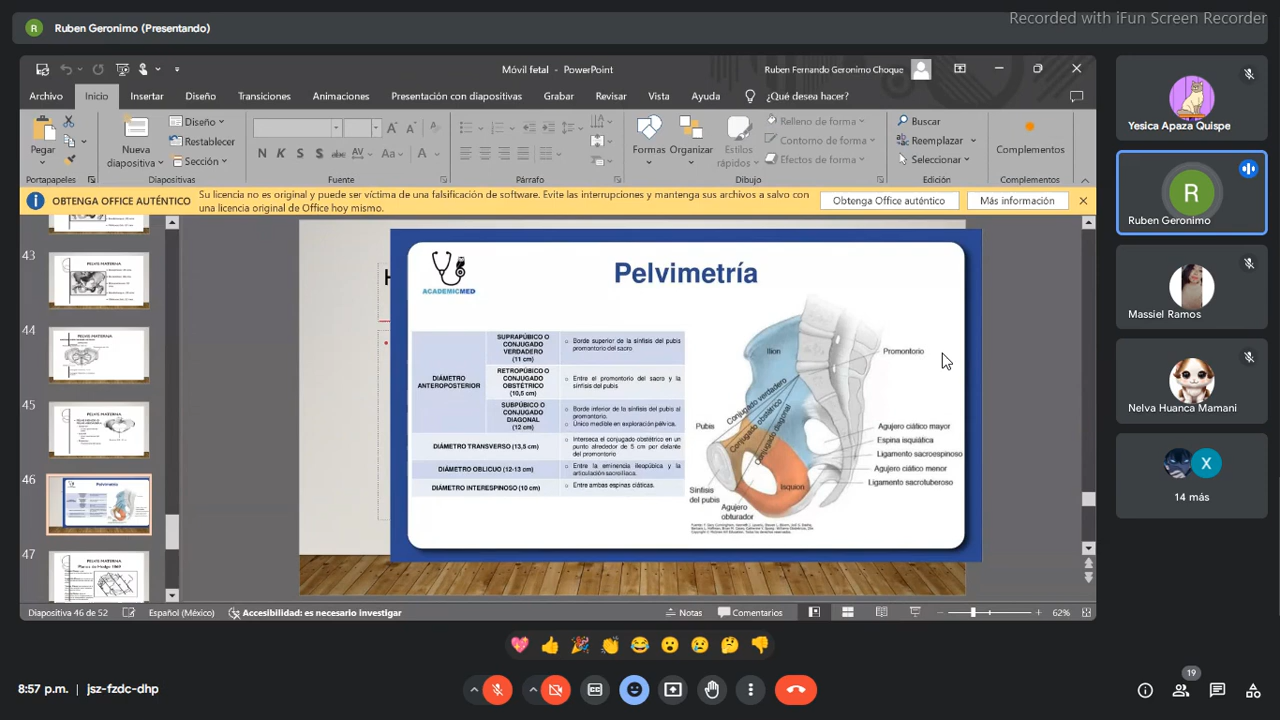 Recorded with iFun Screen Recorder
R
Ruben Geronimo (Presentando)
Móvil fetal - PowerPoint
Ruben Fernando Geronimo Choque
Archivo
Inicio
Insertar
Diseño
Transiciones
Animaciones
Presentación con diapositivas
Grabar
Revisar
Vista
Ayuda
¿Qué desea hacer?
Pegar
Nueva
diapositiva
Diseño
Restablecer
Sección
N K S S
Aa
A
Formas
Organizar
Estilos
rápidos
Relleno de forma
Contorno de forma
Efectos de forma
Buscar
Reemplazar
Seleccionar
Complementos
Portapapeles
Diapositivas
Fuente
Párrafo
Dibujo
Edición
Complementos
OBTENGA OFFICE AUTÉNTICO
Su licencia no es original y puede ser víctima de una falsificación de software. Evite las interrupciones y mantenga sus archivos a salvo con
una licencia original de Office hoy mismo.
Obtenga Office auténtico
Más información
43
PELVIS MATERNA
44
PELVIS MATERNA
45
PELVIS MATERNA
46
Pelvimetría
47
PELVIS MATERNA
ACADEMICMED
Pelvimetría
DIÁMETRO
ANTEROPOSTERIOR
SUPRAPÚBICO O
CONJUGADO
VERDADERO
(11 cm)
Borde superior de la sínfisis del pubis
promontorio del sacro
RETROPÚBICO O
CONJUGADO
OBSTÉTRICO
(10,5 cm)
Entre el promontorio del sacro y la
sínfisis del pubis
SUBPÚBICO O
CONJUGADO
DIAGONAL
(12 cm)
Borde inferior de la sínfisis del pubis al
promontorio.
Único medible en exploración pélvica.
DIÁMETRO TRANSVERSO (13,5 cm)
Interseca el conjugado obstétrico en un
punto alrededor de 5 cm por delante
del promontorio
DIÁMETRO OBLICUO (12-13 cm)
Entre la eminencia ileopúbica y la
articulación sacroilíaca.
DIÁMETRO INTERESPINOSO (10 cm)
Entre ambas espinas ciáticas.
Ilion
Promontorio
Conjugado verdadero
Conjugado obstétrico
Conjugado diagonal
Pubis
Agujero ciático mayor
Espina isquiática
Ligamento sacroespinoso
Agujero ciático menor
Ligamento sacrotuberoso
Isquion
Sínfisis
del pubis
Agujero
obturador
Diapositiva 46 de 52
Español (México)
Accesibilidad: es necesario investigar
Notas
Comentarios
62%
Yesica Apaza Quispe
R
Ruben Geronimo
Massiel Ramos
Nelva Huanca Mamani
X
14 más
8:57 p.m.
jsz-fzdc-dhp
19